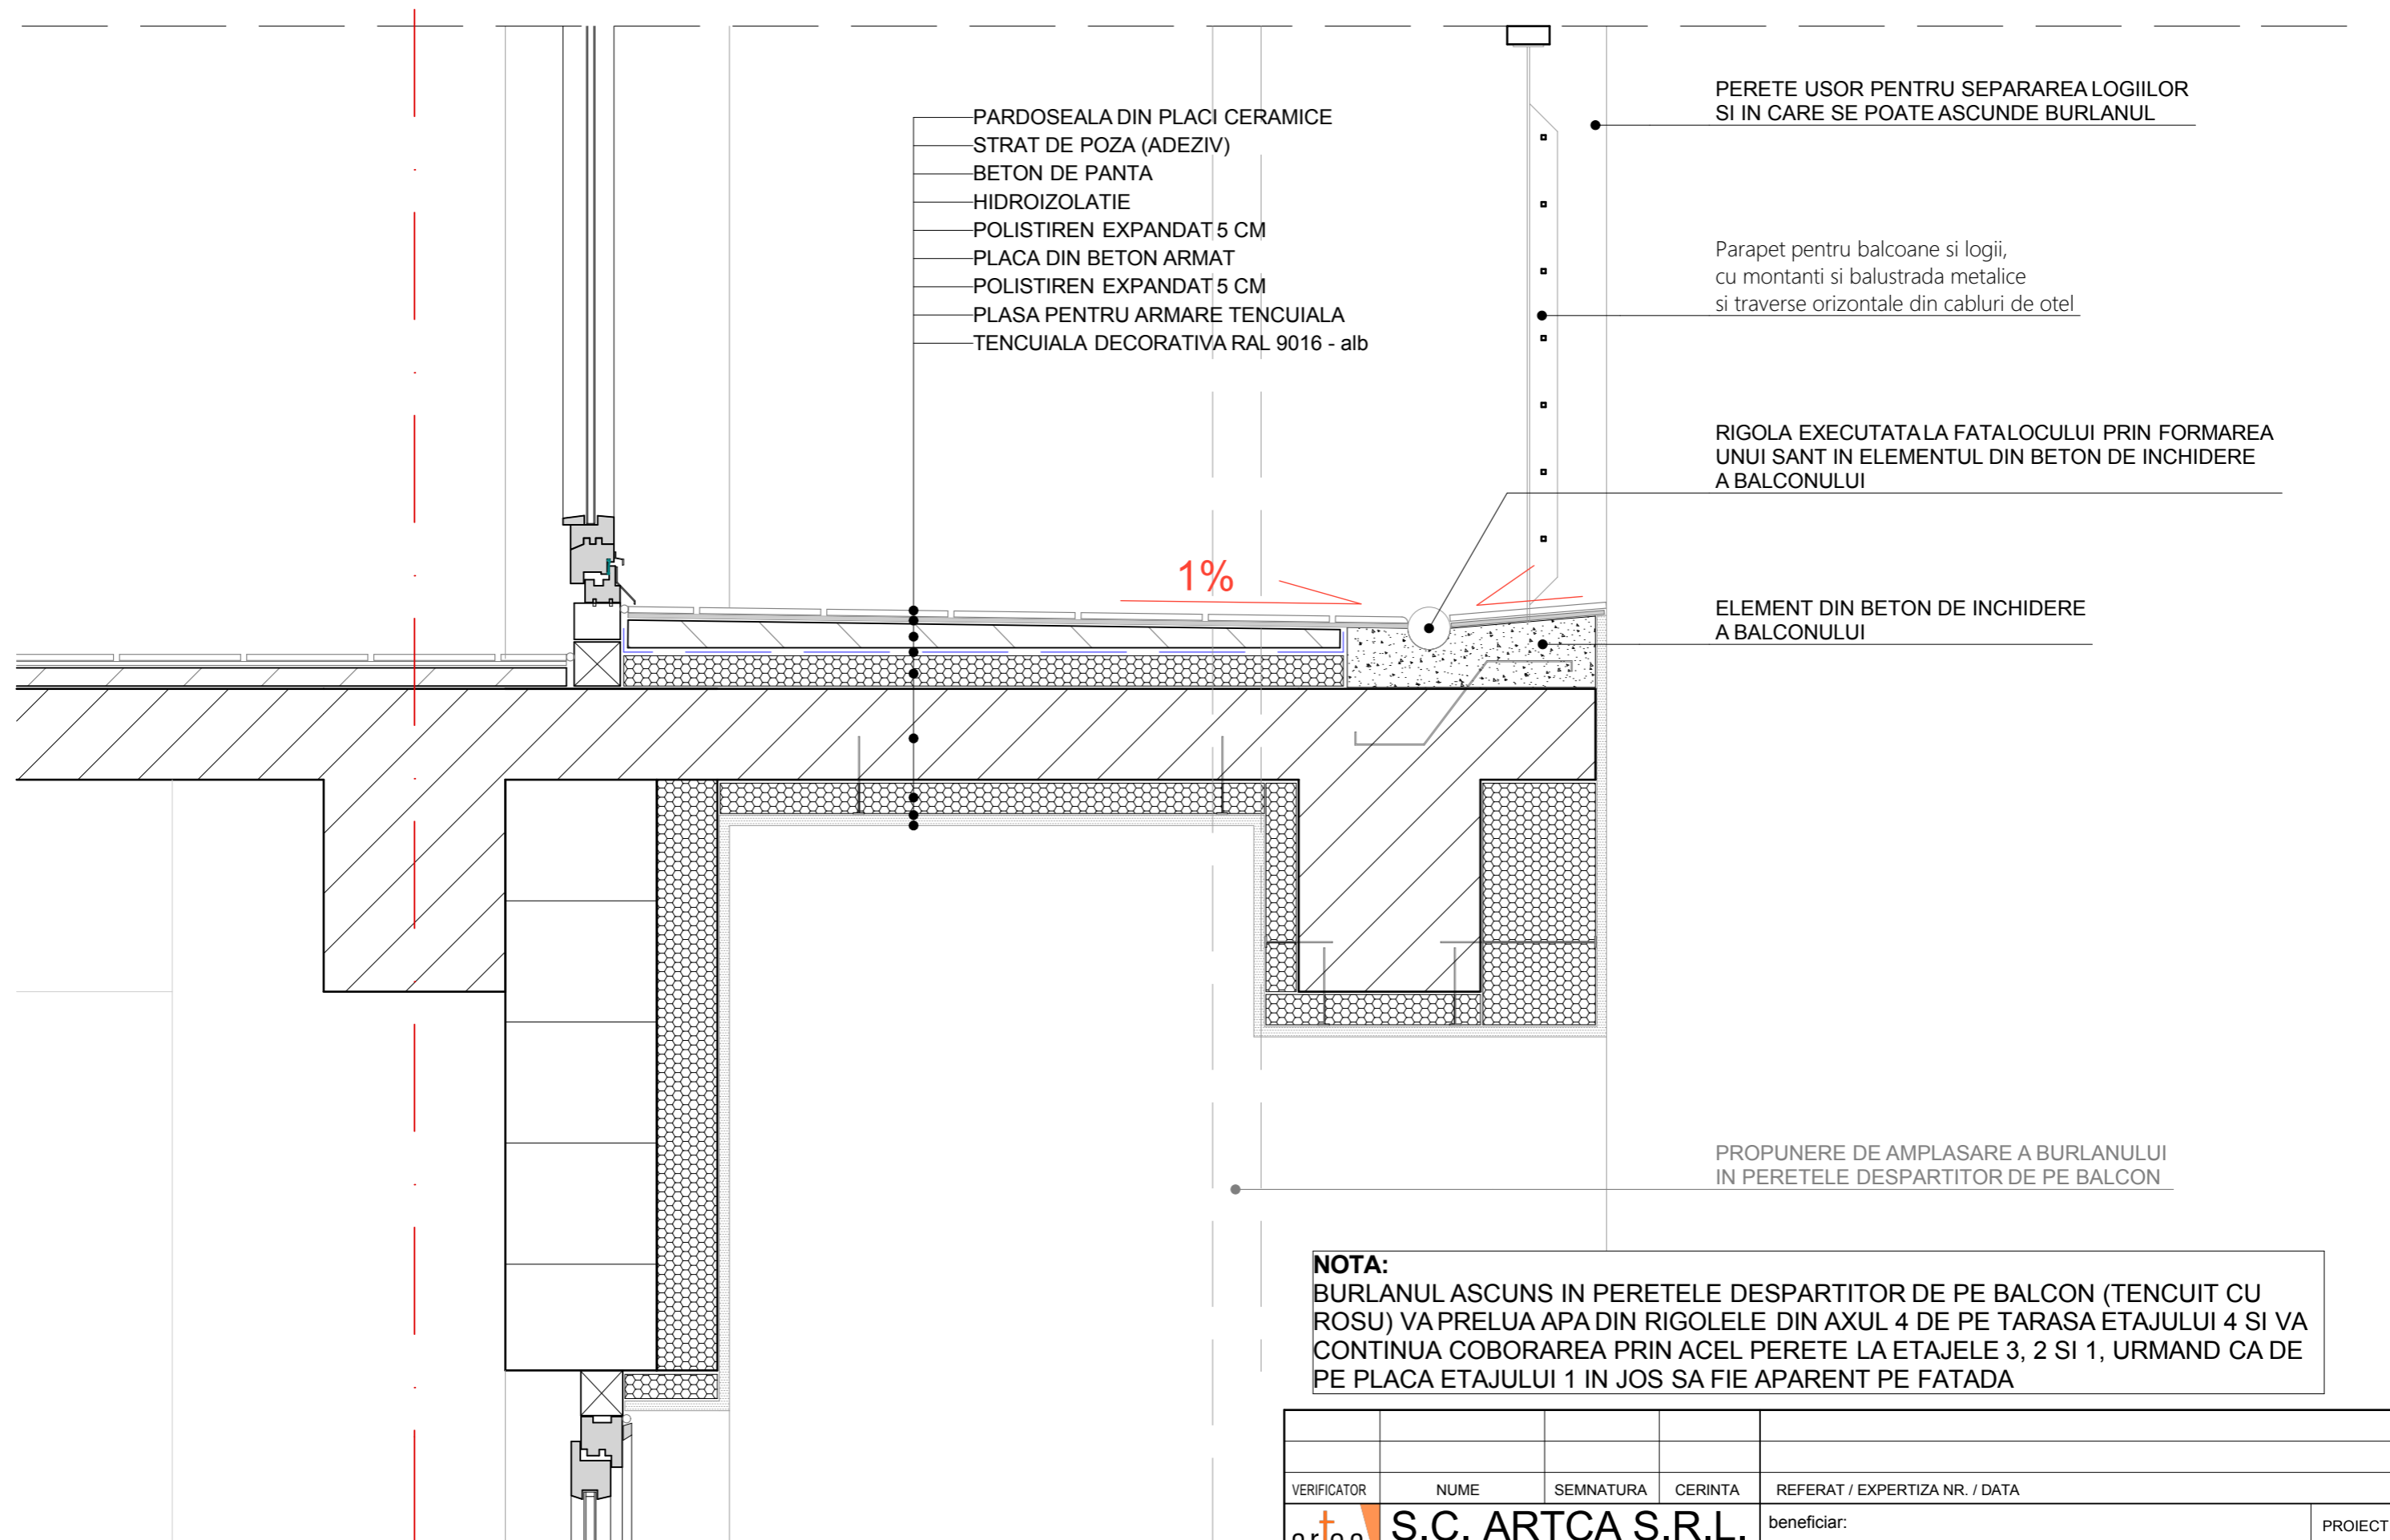 PARDOSEALA DIN PLACI CERAMICE
STRAT DE POZA (ADEZIV)
BETON DE PANTA
HIDROIZOLATIE
POLISTIREN EXPANDAT 5 CM
PLACA DIN BETON ARMAT
POLISTIREN EXPANDAT 5 CM
PLASA PENTRU ARMARE TENCUIALA
TENCUIALA DECORATIVA RAL 9016 - alb
PERETE USOR PENTRU SEPARAREA LOGIILOR
SI IN CARE SE POATE ASCUNDE BURLANUL
Parapet pentru balcoane si logii,
cu montanti si balustrada metalice
si traverse orizontale din cabluri de otel
RIGOLA EXECUTATA LA FATA LOCULUI PRIN FORMAREA
UNUI SANT IN ELEMENTUL DIN BETON DE INCHIDERE
A BALCONULUI
1%
ELEMENT DIN BETON DE INCHIDERE
A BALCONULUI
PROPUNERE DE AMPLASARE A BURLANULUI
IN PERETELE DESPARTITOR DE PE BALCON
NOTA:
BURLANUL ASCUNS IN PERETELE DESPARTITOR DE PE BALCON (TENCUIT CU
ROSU) VA PRELUA APA DIN RIGOLELE DIN AXUL 4 DE PE TARASA ETAJULUI 4 SI VA
CONTINUA COBORAREA PRIN ACEL PERETE LA ETAJELE 3, 2 SI 1, URMAND CA DE
PE PLACA ETAJULUI 1 IN JOS SA FIE APARENT PE FATADA
VERIFICATOR NUME SEMNATURA CERINTA REFERAT / EXPERTIZA NR. / DATA
artca S.C. ARTCA S.R.L. beneficiar: PROIECT